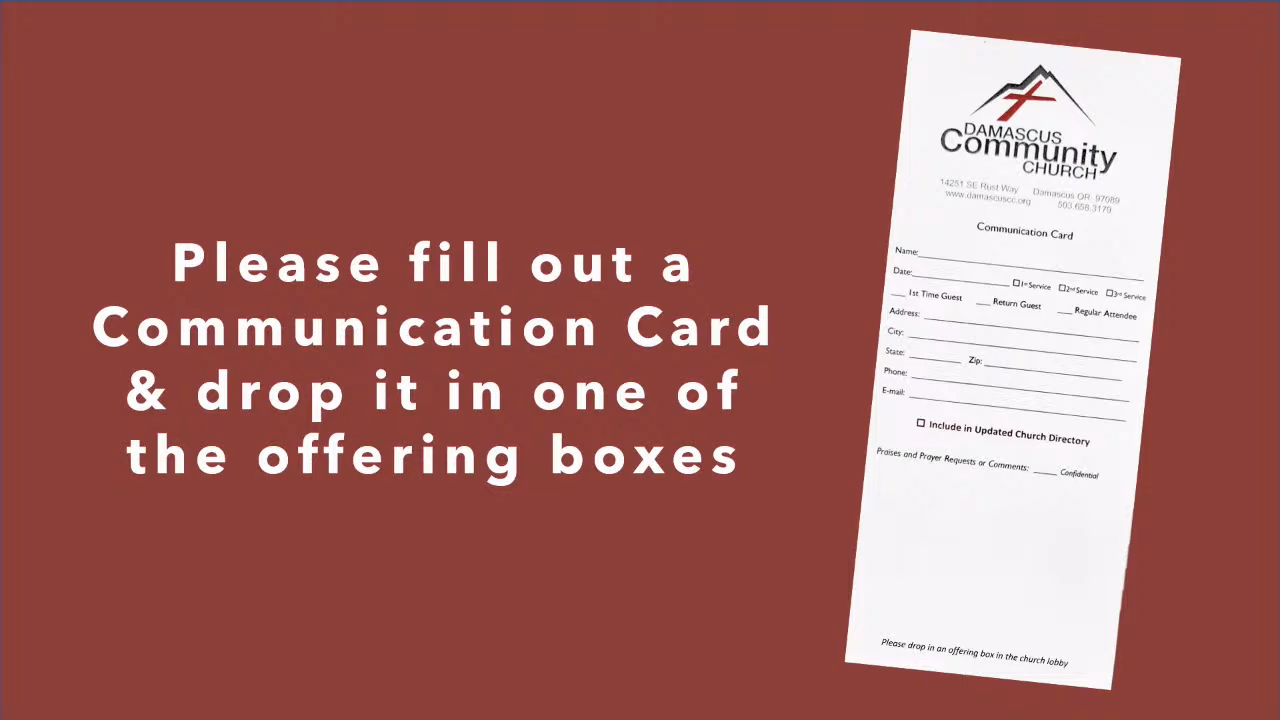 Please fill out a
Communication Card
& drop it in one of
the offering boxes
DAMASCUS
Community
CHURCH
14251 SE Rust Way Damascus OR 97089
www.damascuscc.org 503.658.3179
Communication Card
Name:
Date: 1st Service 2nd Service 3rd Service
1st Time Guest Return Guest Regular Attendee
Address:
City:
State: Zip:
Phone:
E-mail:
Include in Updated Church Directory
Praises and Prayer Requests or Comments: Confidential
Please drop in an offering box in the church lobby